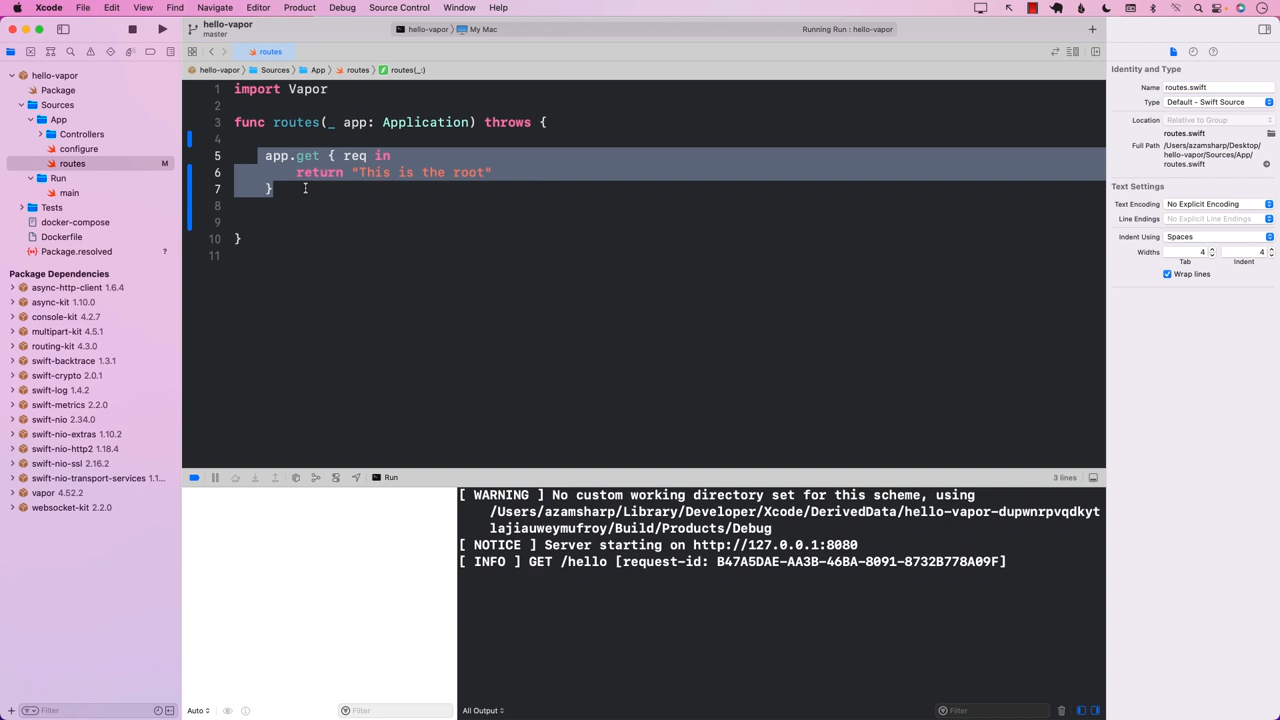 Xcode File Edit View Find Navigate Editor Product Debug Source Control Window Help
hello-vapor
master
hello-vapor My Mac
Running Run : hello-vapor
routes
hello-vapor Sources App routes routes(_:)
hello-vapor
Package
Sources
App
Controllers
configure
routes M
Run
main
Tests
docker-compose
Dockerfile
Package.resolved ?
Package Dependencies
async-http-client 1.6.4
async-kit 1.10.0
console-kit 4.2.7
multipart-kit 4.5.1
routing-kit 4.3.0
swift-backtrace 1.3.1
swift-crypto 2.0.1
swift-log 1.4.2
swift-metrics 2.2.0
swift-nio 2.34.0
swift-nio-extras 1.10.2
swift-nio-http2 1.18.4
swift-nio-ssl 2.16.2
swift-nio-transport-services 1.1...
vapor 4.52.2
websocket-kit 2.2.0
Filter
1 import Vapor
2
3 func routes(_ app: Application) throws {
4
5 app.get { req in
6 return "This is the root"
7 }
8
9
10 }
11
Run
3 lines
[ WARNING ] No custom working directory set for this scheme, using
/Users/azamsharp/Library/Developer/Xcode/DerivedData/hello-vapor-dupwnrpvqdkyt
lajiauweymufroy/Build/Products/Debug
[ NOTICE ] Server starting on http://127.0.0.1:8080
[ INFO ] GET /hello [request-id: B47A5DAE-AA3B-46BA-8091-8732B778A09F]
Auto
Filter
All Output
Filter
Identity and Type
Name routes.swift
Type Default - Swift Source
Location Relative to Group
routes.swift
Full Path /Users/azamsharp/Desktop/
hello-vapor/Sources/App/
routes.swift
Text Settings
Text Encoding No Explicit Encoding
Line Endings No Explicit Line Endings
Indent Using Spaces
Widths 4 4
Tab Indent
Wrap lines